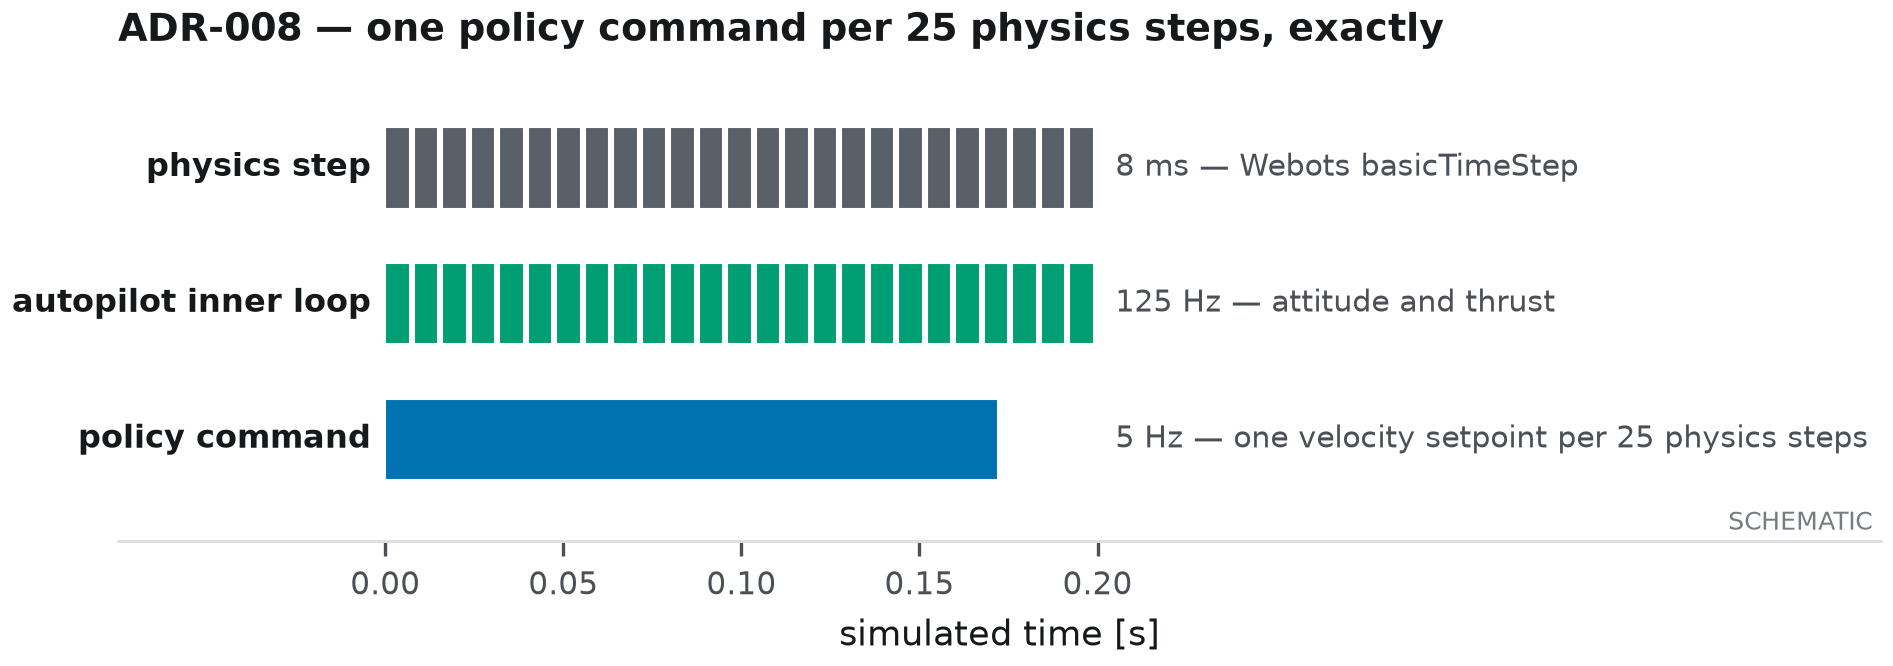 ADR-008 — one policy command per 25 physics steps, exactly
physics step
8 ms — Webots basicTimeStep
autopilot inner loop
125 Hz — attitude and thrust
policy command
5 Hz — one velocity setpoint per 25 physics steps
SCHEMATIC
0.00 0.05 0.10 0.15 0.20
simulated time [s]